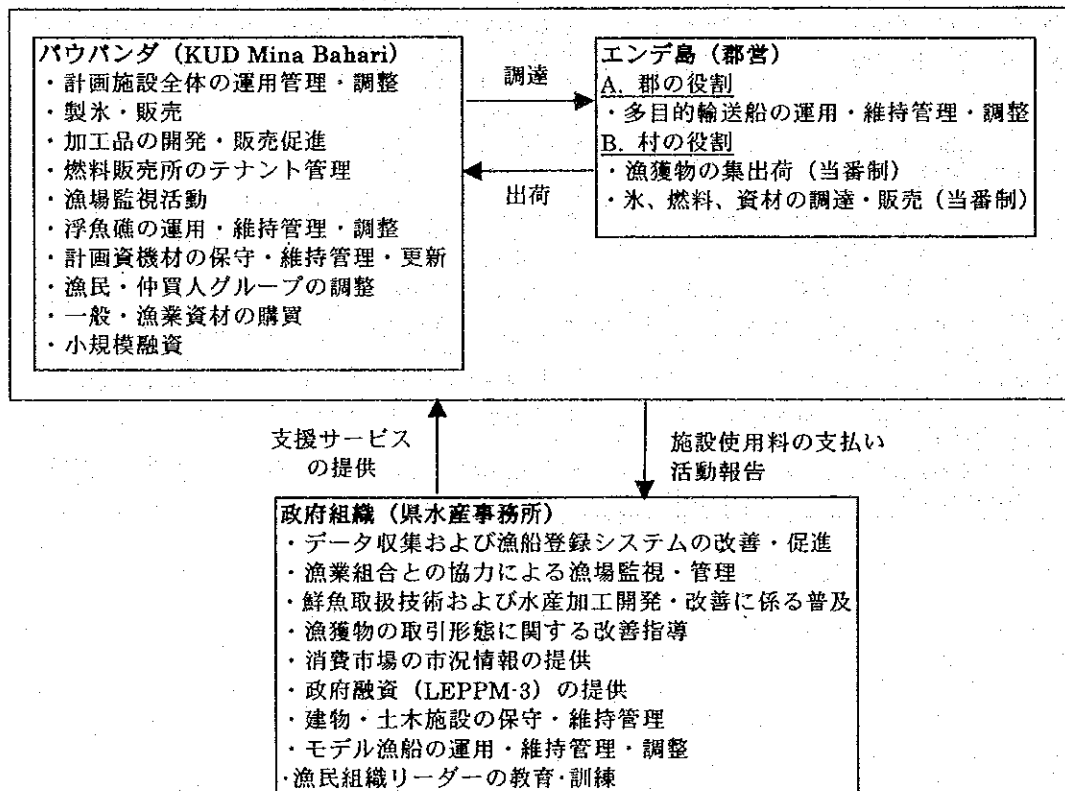 パウパンダ (KUD Mina Bahari)
・計画施設全体の運用管理・調整
・製氷・販売
・加工品の開発・販売促進
・燃料販売所のテナント管理
・漁場監視活動
・浮魚礁の運用・維持管理・調整
・計画資機材の保守・維持管理・更新
・漁民・仲買人グループの調整
・一般・漁業資材の購買
・小規模融資
調達
出荷
エンデ島（郡営）
A. 郡の役割
・多目的輸送船の運用・維持管理・調整
B. 村の役割
・漁獲物の集出荷（当番制）
・氷、燃料、資材の調達・販売（当番制）
支援サービス
の提供
施設使用料の支払い
活動報告
政府組織（県水産事務所）
・データ収集および漁船登録システムの改善・促進
・漁業組合との協力による漁場監視・管理
・鮮魚取扱技術および水産加工開発・改善に係る普及
・漁獲物の取引形態に関する改善指導
・消費市場の市況情報の提供
・政府融資（LEPPM-3）の提供
・建物・土木施設の保守・維持管理
・モデル漁船の運用・維持管理・調整
・漁民組織リーダーの教育・訓練